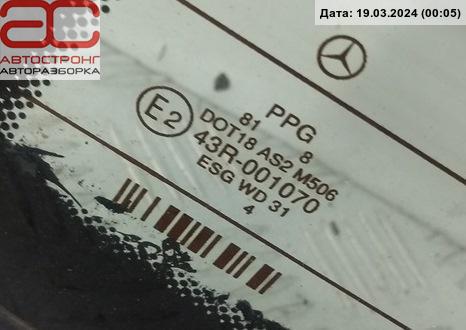 Дата: 19.03.2024 (00:05)
ac
АВТОСТРОНГ
АВТОРАЗБОРКА
PPG
81 8
DOT18 AS2 M506
E2
43R-001070
ESG WD 31
4